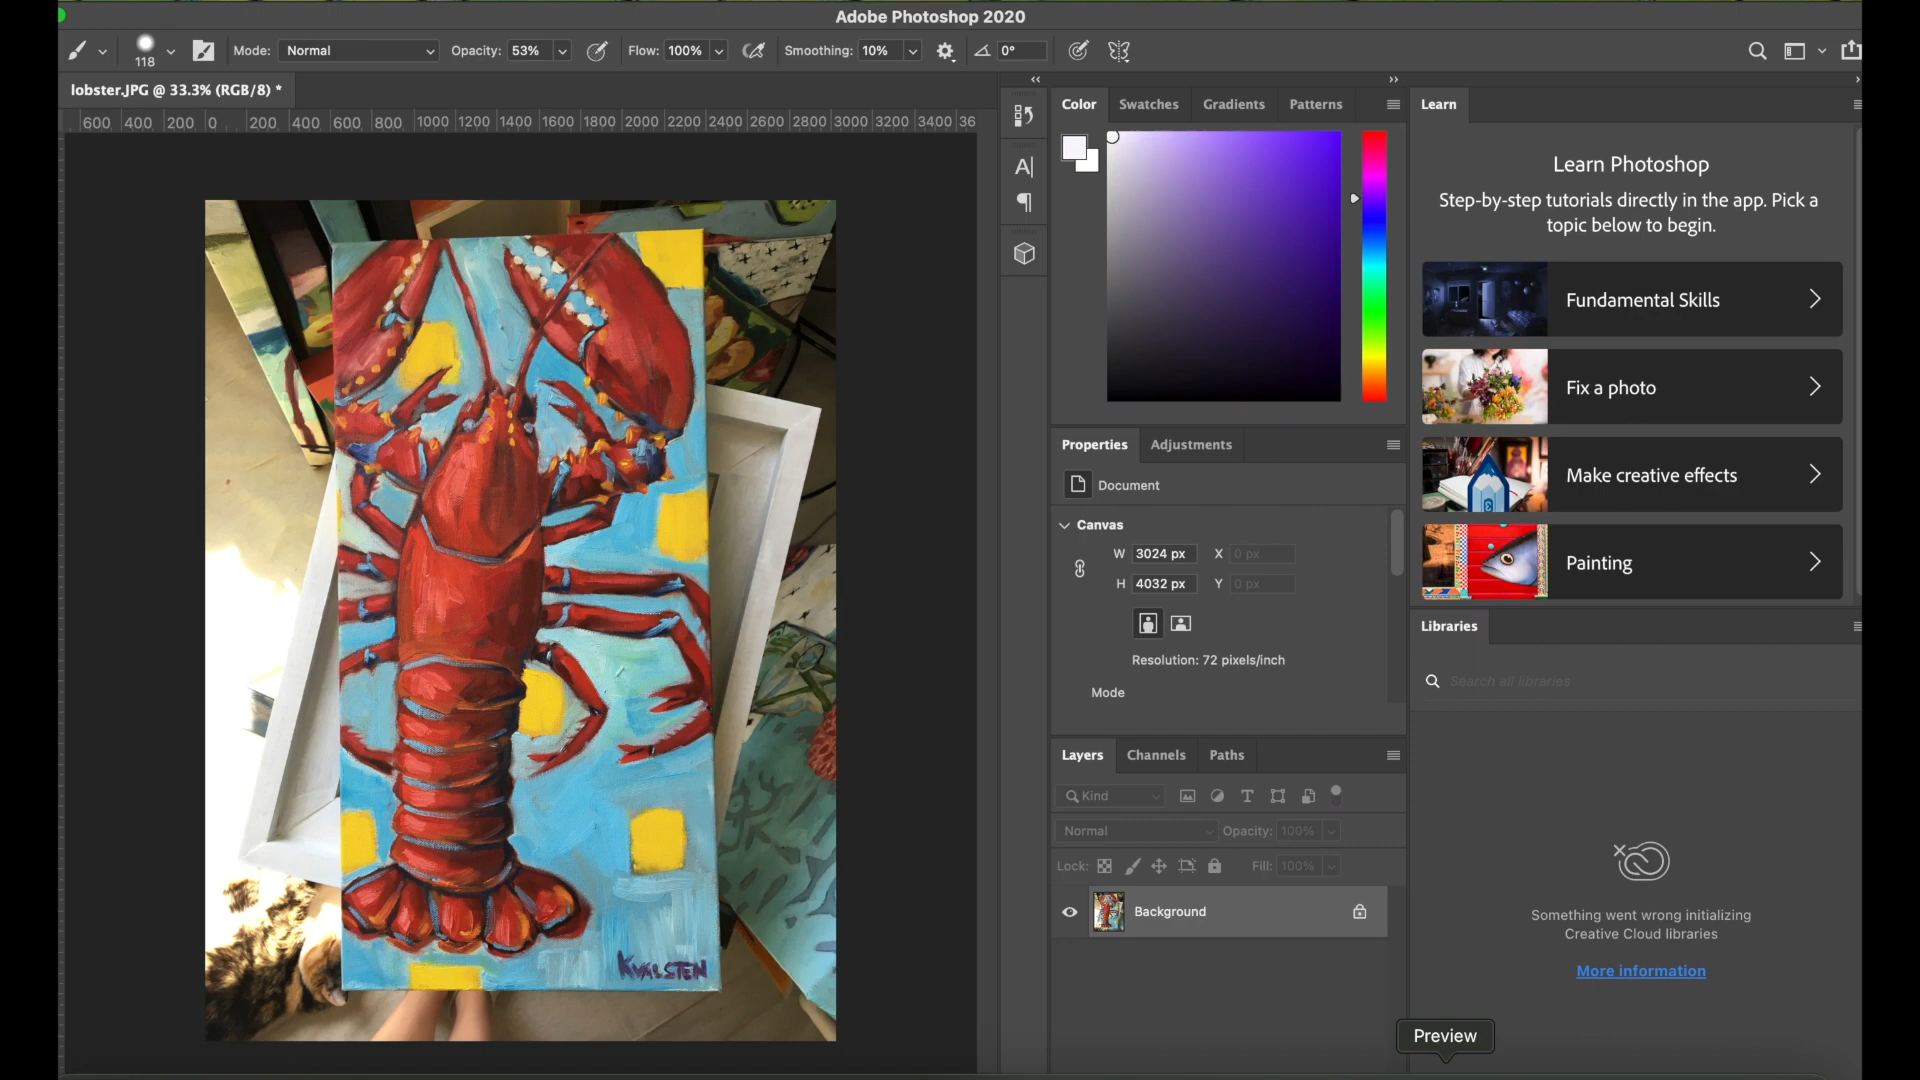 Adobe Photoshop 2020
118
Mode: Normal
Opacity: 53%
Flow: 100%
Smoothing: 10%
0°
lobster.JPG @ 33.3% (RGB/8) *
600 400 200 0 200 400 600 800 1000 1200 1400 1600 1800 2000 2200 2400 2600 2800 3000 3200 3400 36
KVALSTEN
A|
Color Swatches Gradients Patterns
Properties Adjustments
Document
Canvas
W 3024 px X 0 px
H 4032 px Y 0 px
Resolution: 72 pixels/inch
Mode
Layers Channels Paths
Kind
Normal Opacity: 100%
Lock: Fill: 100%
Background
Learn
Learn Photoshop
Step-by-step tutorials directly in the app. Pick a
topic below to begin.
Fundamental Skills
Fix a photo
Make creative effects
Painting
Libraries
Search all libraries
Something went wrong initializing
Creative Cloud libraries
More information
Preview